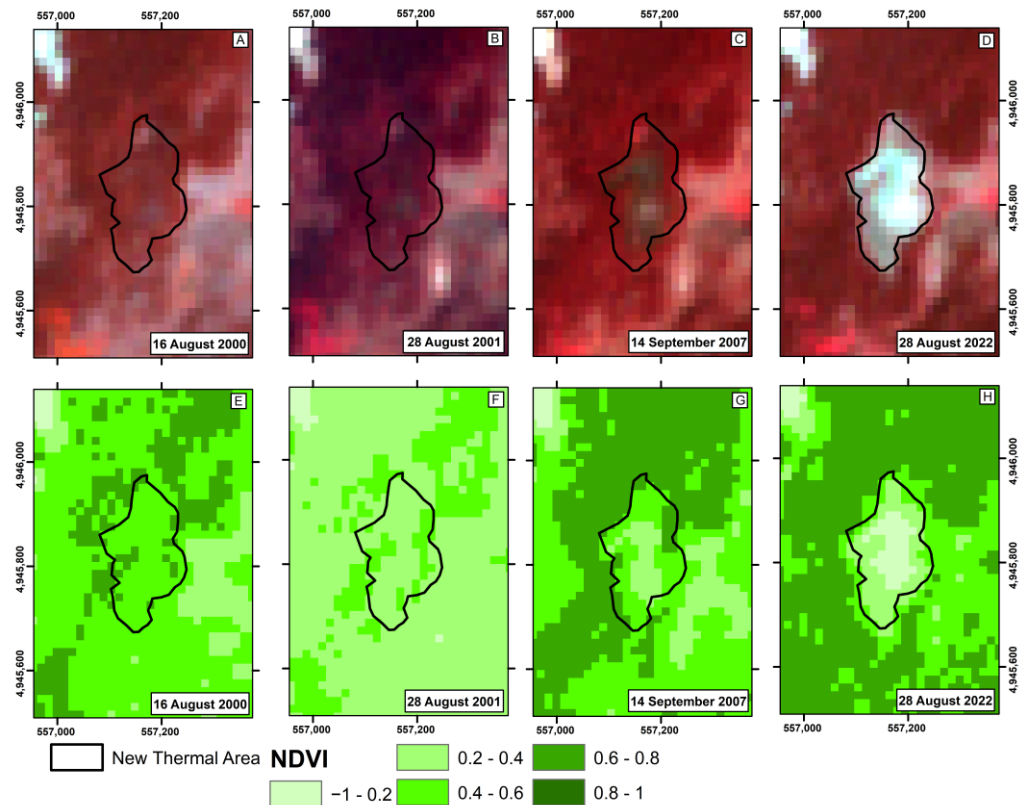 557,000 557,200 557,000 557,200 557,000 557,200 557,000 557,200
A B C D
4,946,000 4,946,000
4,945,800 4,945,800
4,945,600 4,945,600
16 August 2000 28 August 2001 14 September 2007 28 August 2022
E F G H
4,946,000 4,946,000
4,945,800 4,945,800
4,945,600 4,945,600
16 August 2000 28 August 2001 14 September 2007 28 August 2022
557,000 557,200 557,000 557,200 557,000 557,200 557,000 557,200
New Thermal Area NDVI 0.2 - 0.4 0.6 - 0.8
−1 - 0.2 0.4 - 0.6 0.8 - 1